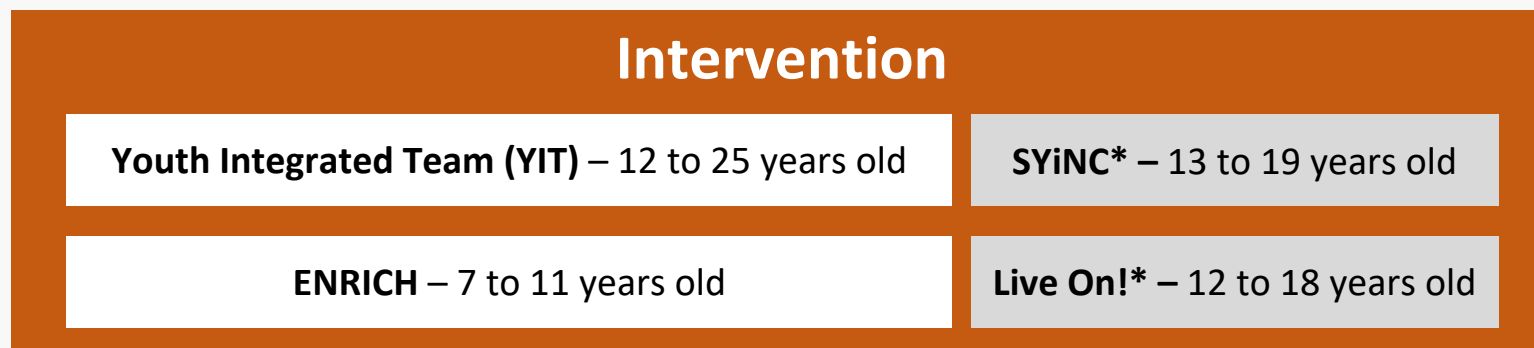 Intervention
Youth Integrated Team (YIT) – 12 to 25 years old
SYiNC* – 13 to 19 years old
ENRICH – 7 to 11 years old
Live On!* – 12 to 18 years old